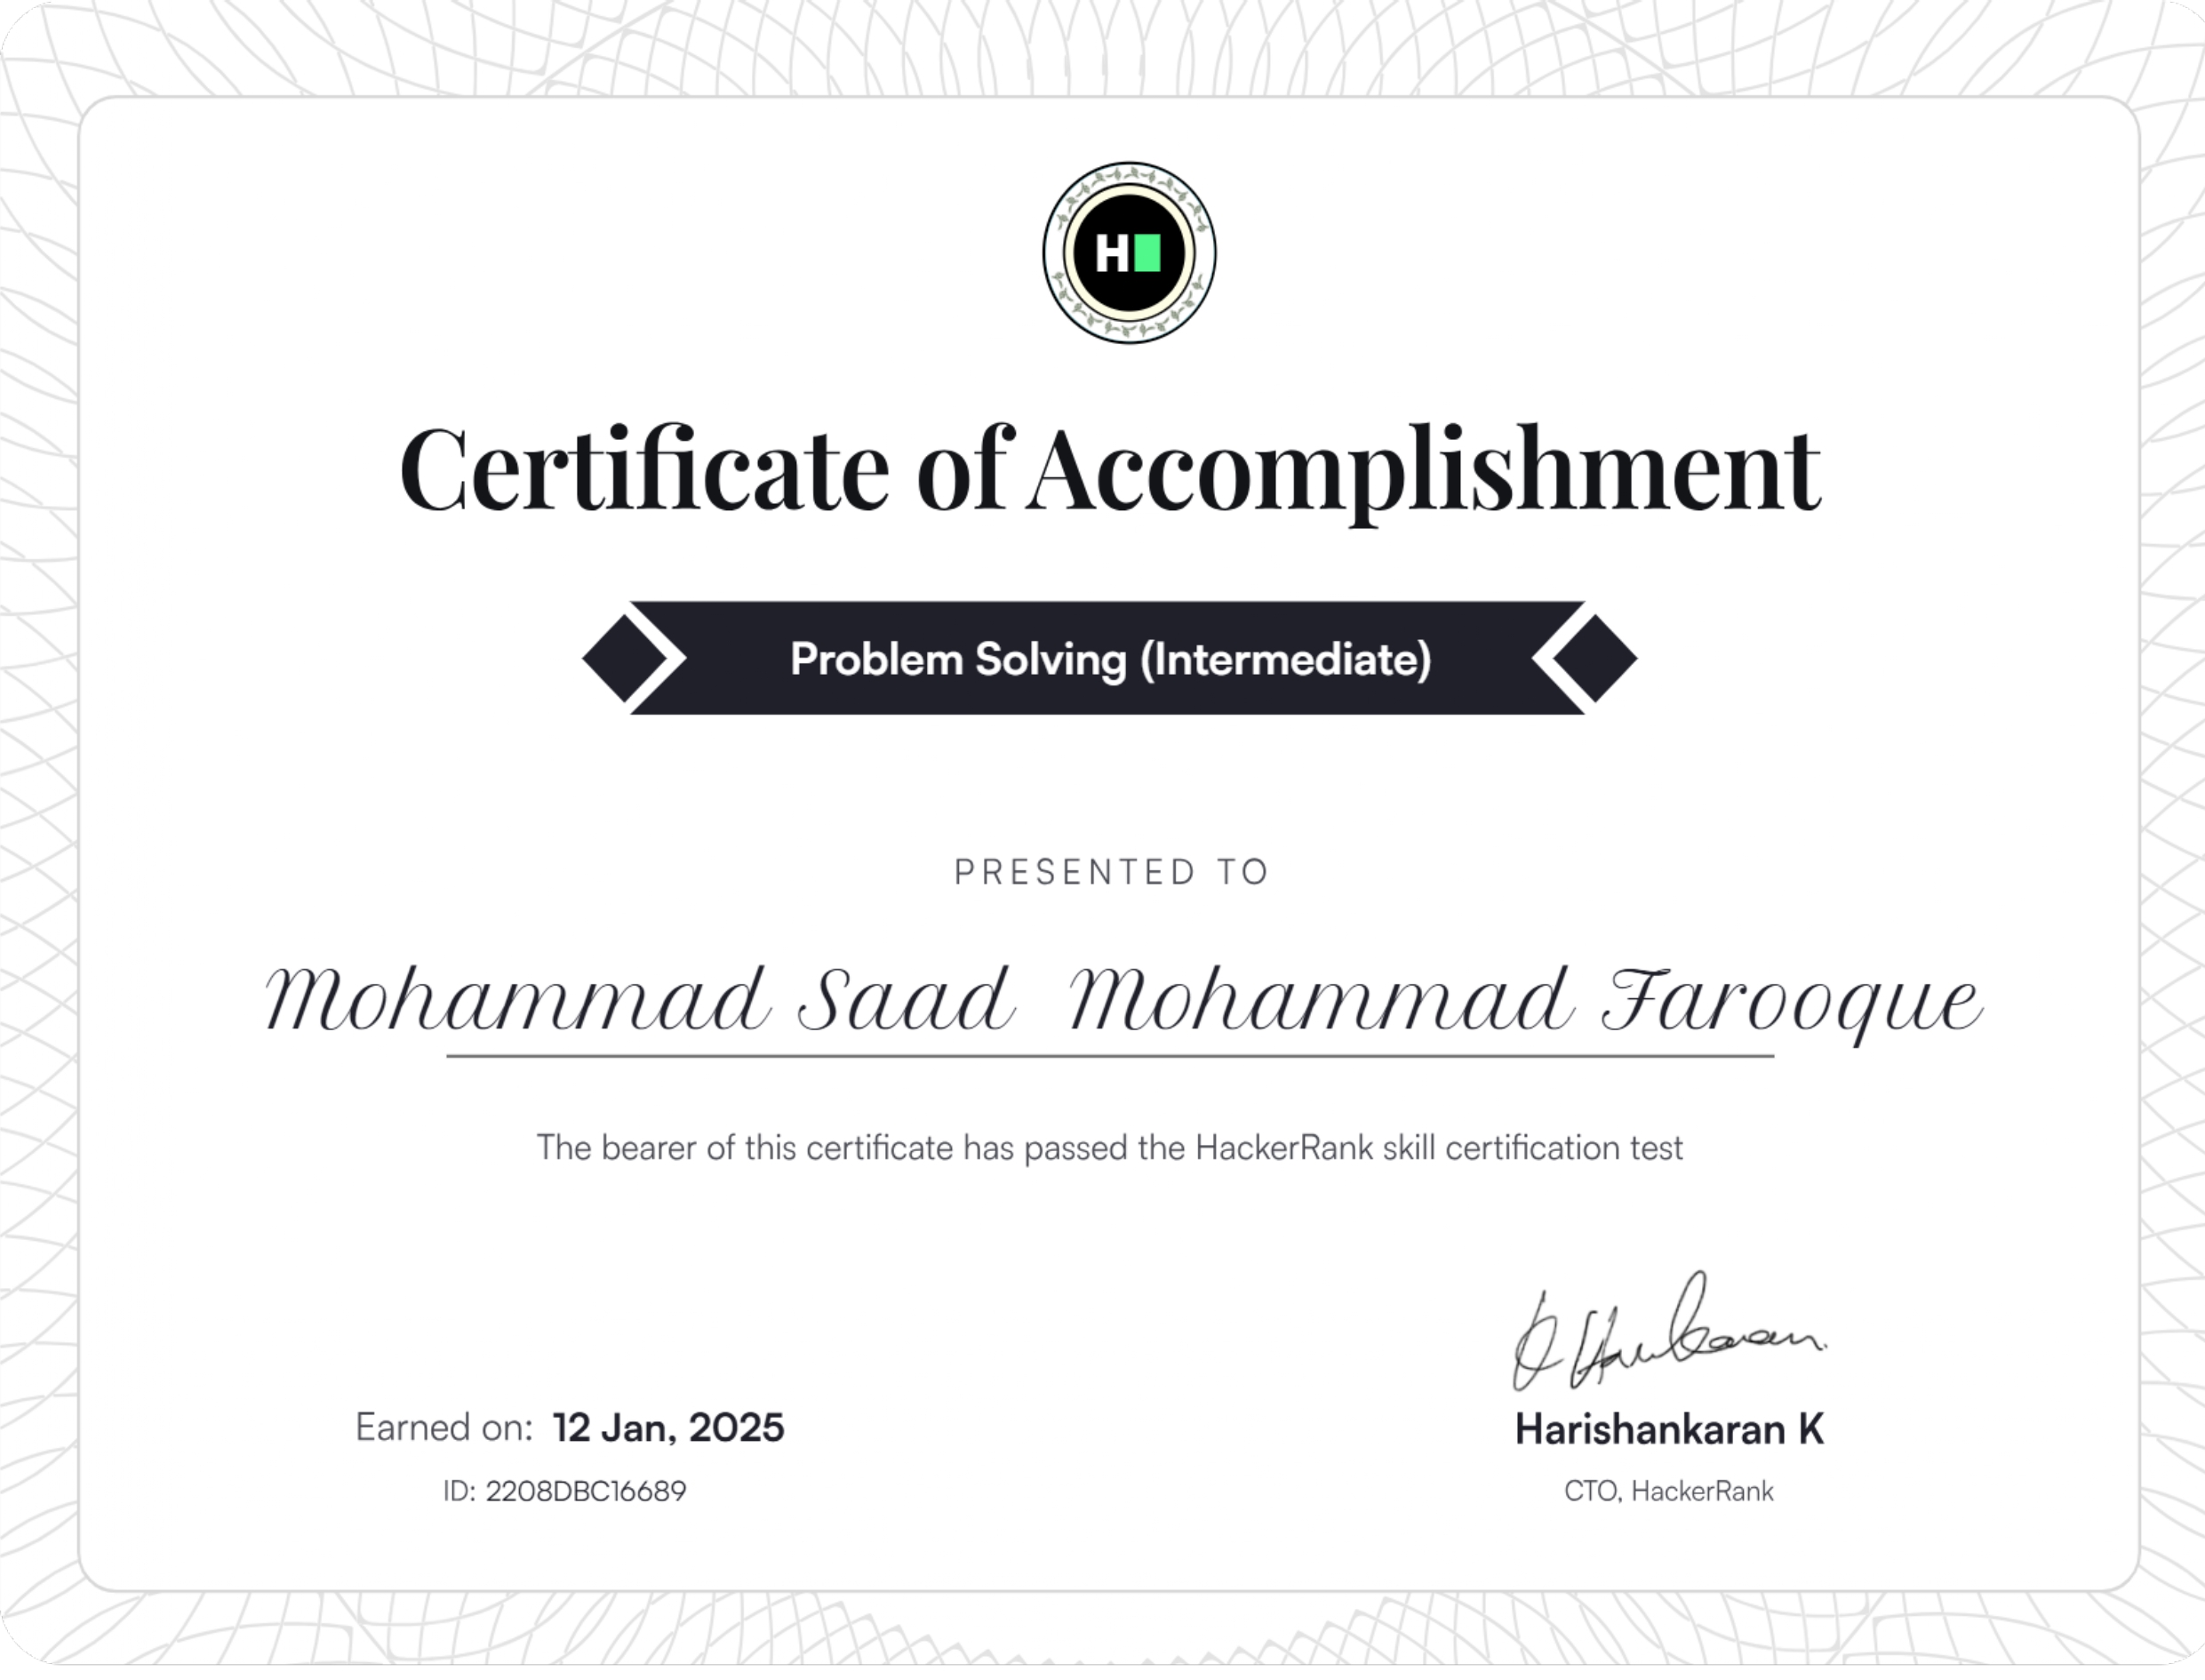 H
Certificate of Accomplishment
Problem Solving (Intermediate)
PRESENTED TO
Mohammad Saad Mohammad Farooque
The bearer of this certificate has passed the HackerRank skill certification test
Earned on: 12 Jan, 2025
ID: 2208DBC16689
Harishankaran K
CTO, HackerRank